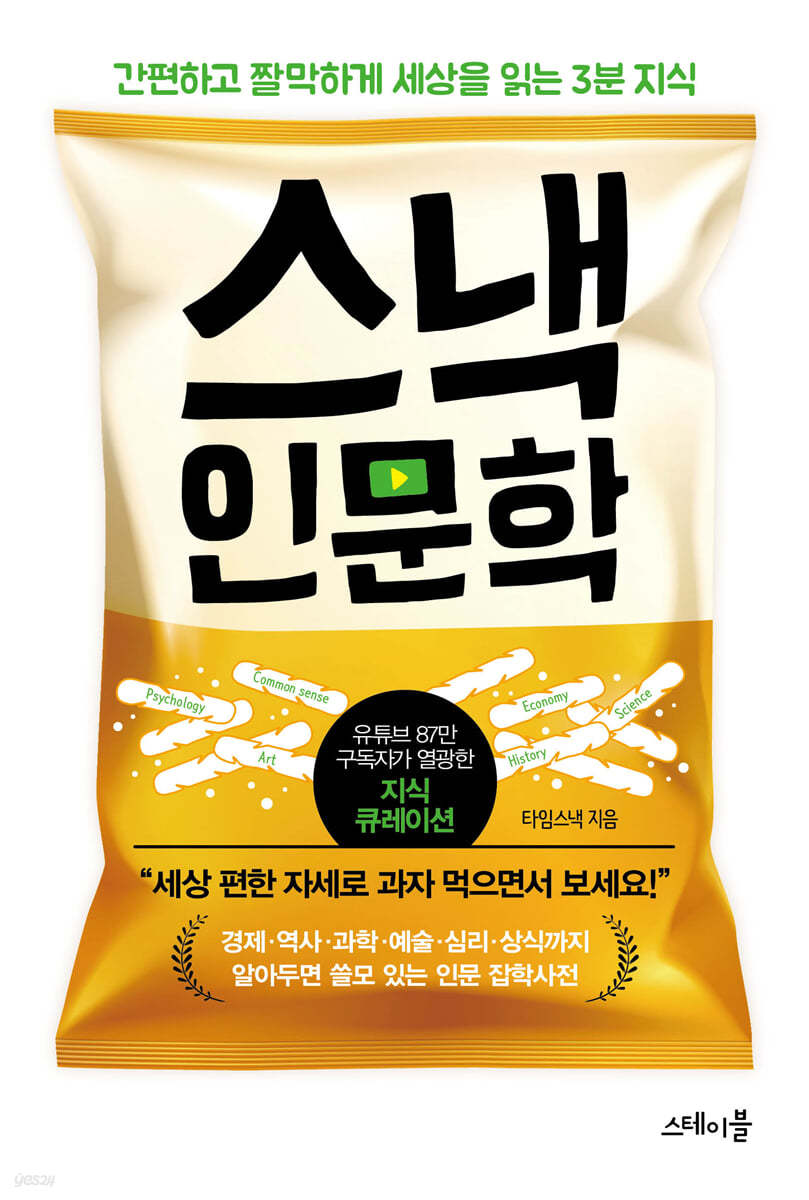 간편하고 짤막하게 세상을 읽는 3분 지식
스낵
인문학
Psychology
Common sense
Art
Economy
Science
History
유튜브 87만
구독자가 열광한
지식
큐레이션
타임스낵 지음
“세상 편한 자세로 과자 먹으면서 보세요!”
경제·역사·과학·예술·심리·상식까지
알아두면 쓸모 있는 인문 잡학사전
스테이블
yes24